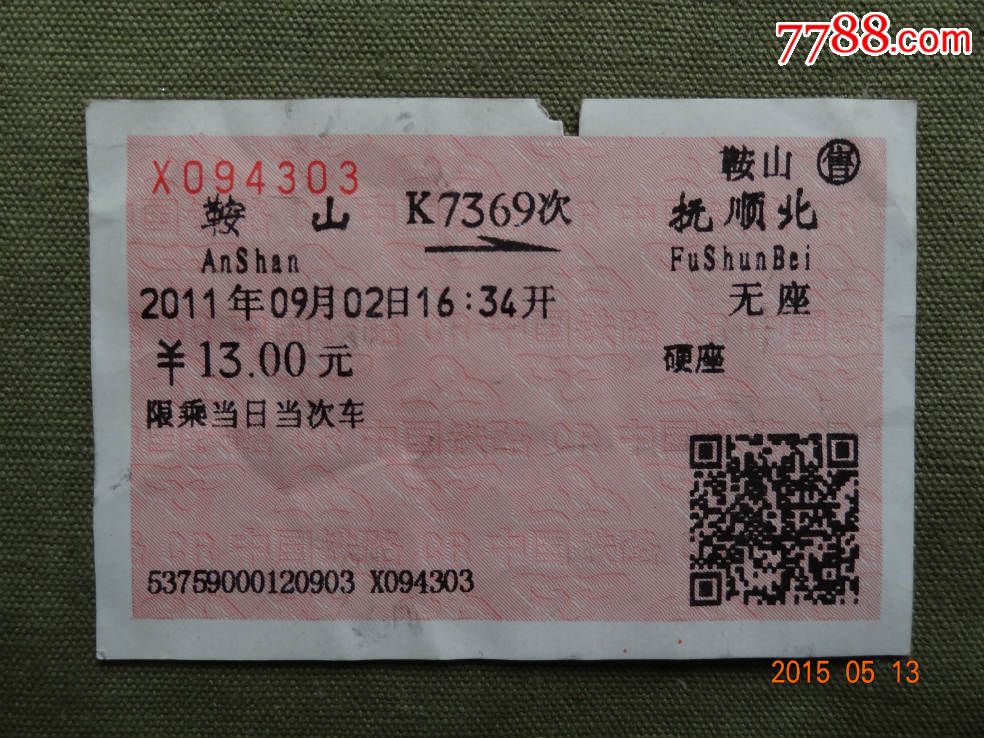 7788.com
鞍山 售
X094303
鞍 山 K7369次 抚顺北
AnShan FuShunBei
2011年09月02日16:34开 无座
¥13.00元 硬座
限乘当日当次车
53759000120903 X094303
2015 05 13